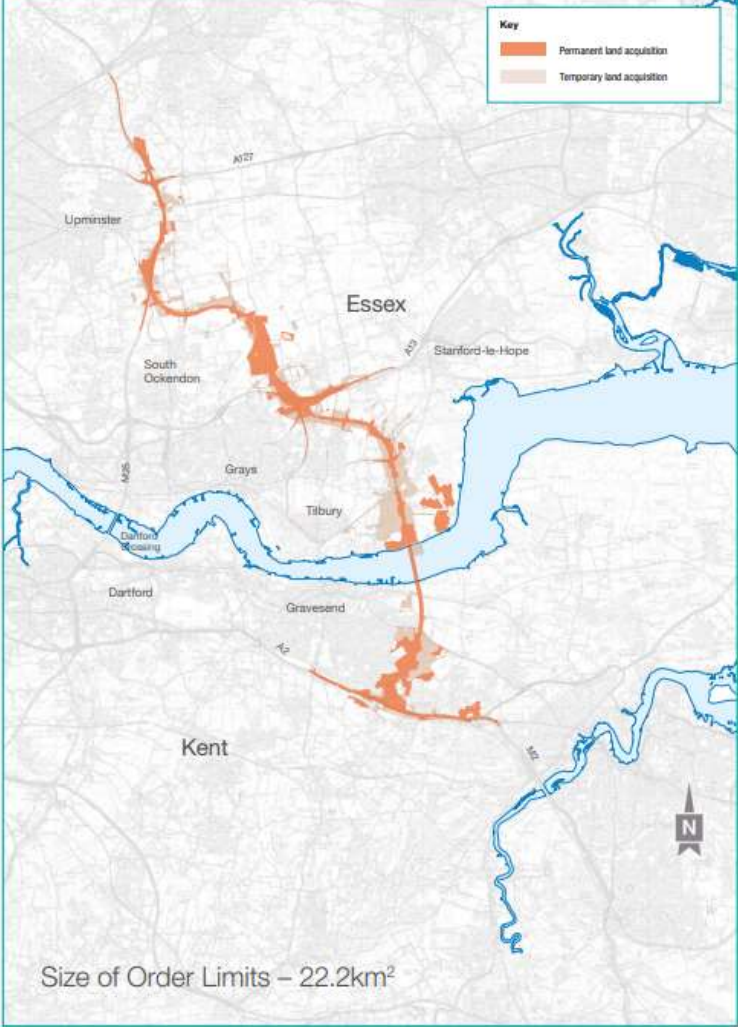 Key
Permanent land acquisition
Temporary land acquisition
A127
Upminster
Essex
A13
Stanford-le-Hope
South
Ockendon
M25
Grays
Tilbury
Dartford
Crossing
Dartford
Gravesend
A2
Kent
M2
N
Size of Order Limits – 22.2km²